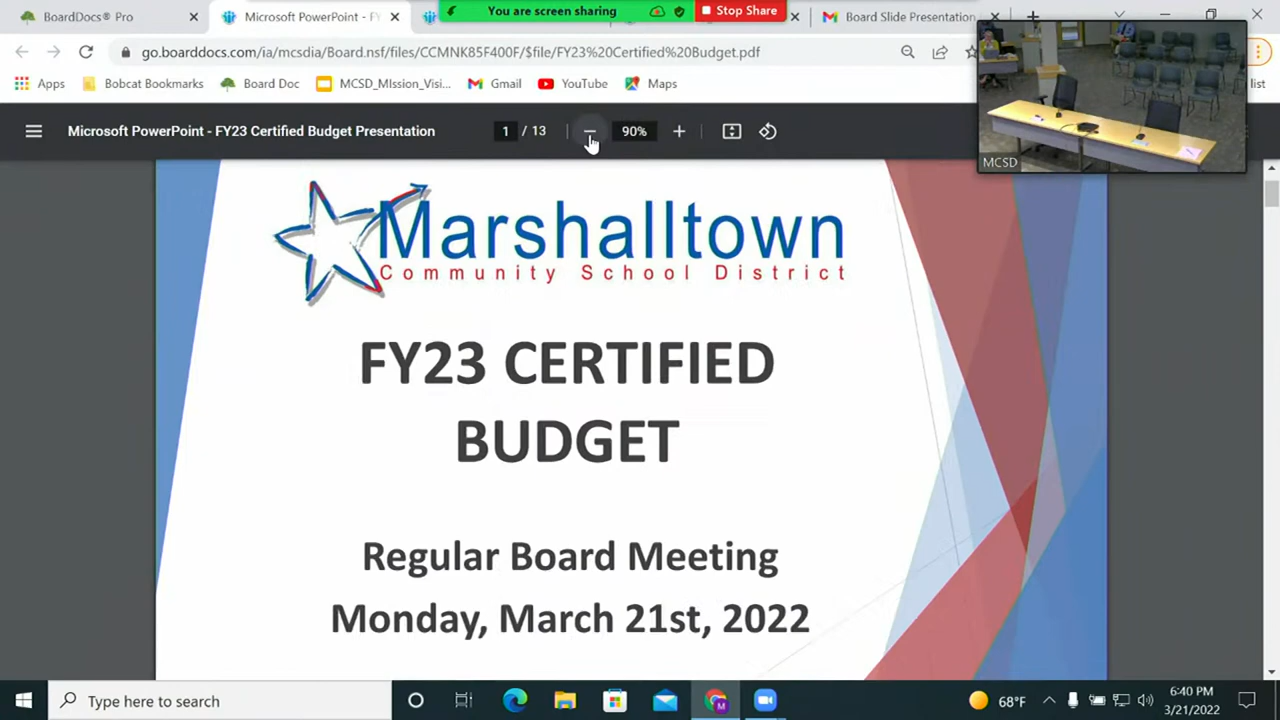 BoardDocs® Pro
Microsoft PowerPoint - FY
You are screen sharing
Stop Share
Board Slide Presentation
go.boarddocs.com/ia/mcsdia/Board.nsf/files/CCMNK85F400F/$file/FY23%20Certified%20Budget.pdf
Apps
Bobcat Bookmarks
Board Doc
MCSD_MIssion_Visi...
Gmail
YouTube
Maps
list
Microsoft PowerPoint - FY23 Certified Budget Presentation
1 / 13
90%
MCSD
Marshalltown
Community School District
FY23 CERTIFIED
BUDGET
Regular Board Meeting
Monday, March 21st, 2022
Type here to search
68°F
6:40 PM
3/21/2022